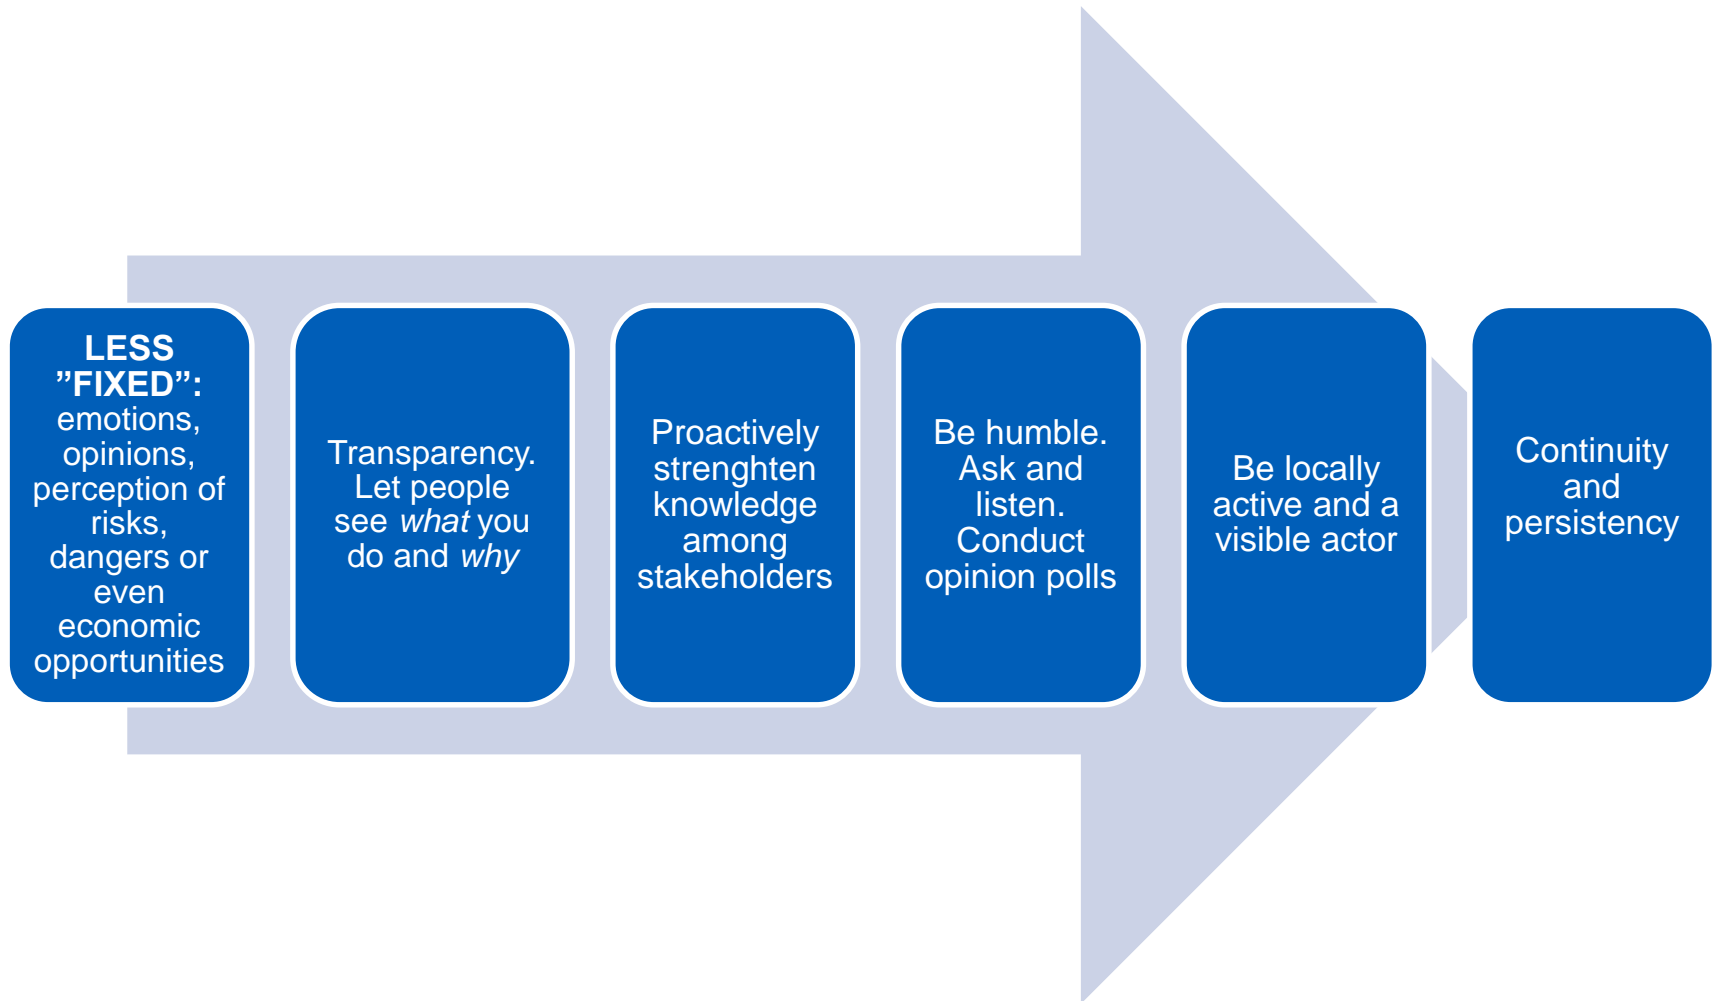 LESS
”FIXED”:
emotions,
opinions,
perception of
risks,
dangers or
even
economic
opportunities
Transparency.
Let people
see what you
do and why
Proactively
strenghten
knowledge
among
stakeholders
Be humble.
Ask and
listen.
Conduct
opinion polls
Be locally
active and a
visible actor
Continuity
and
persistency